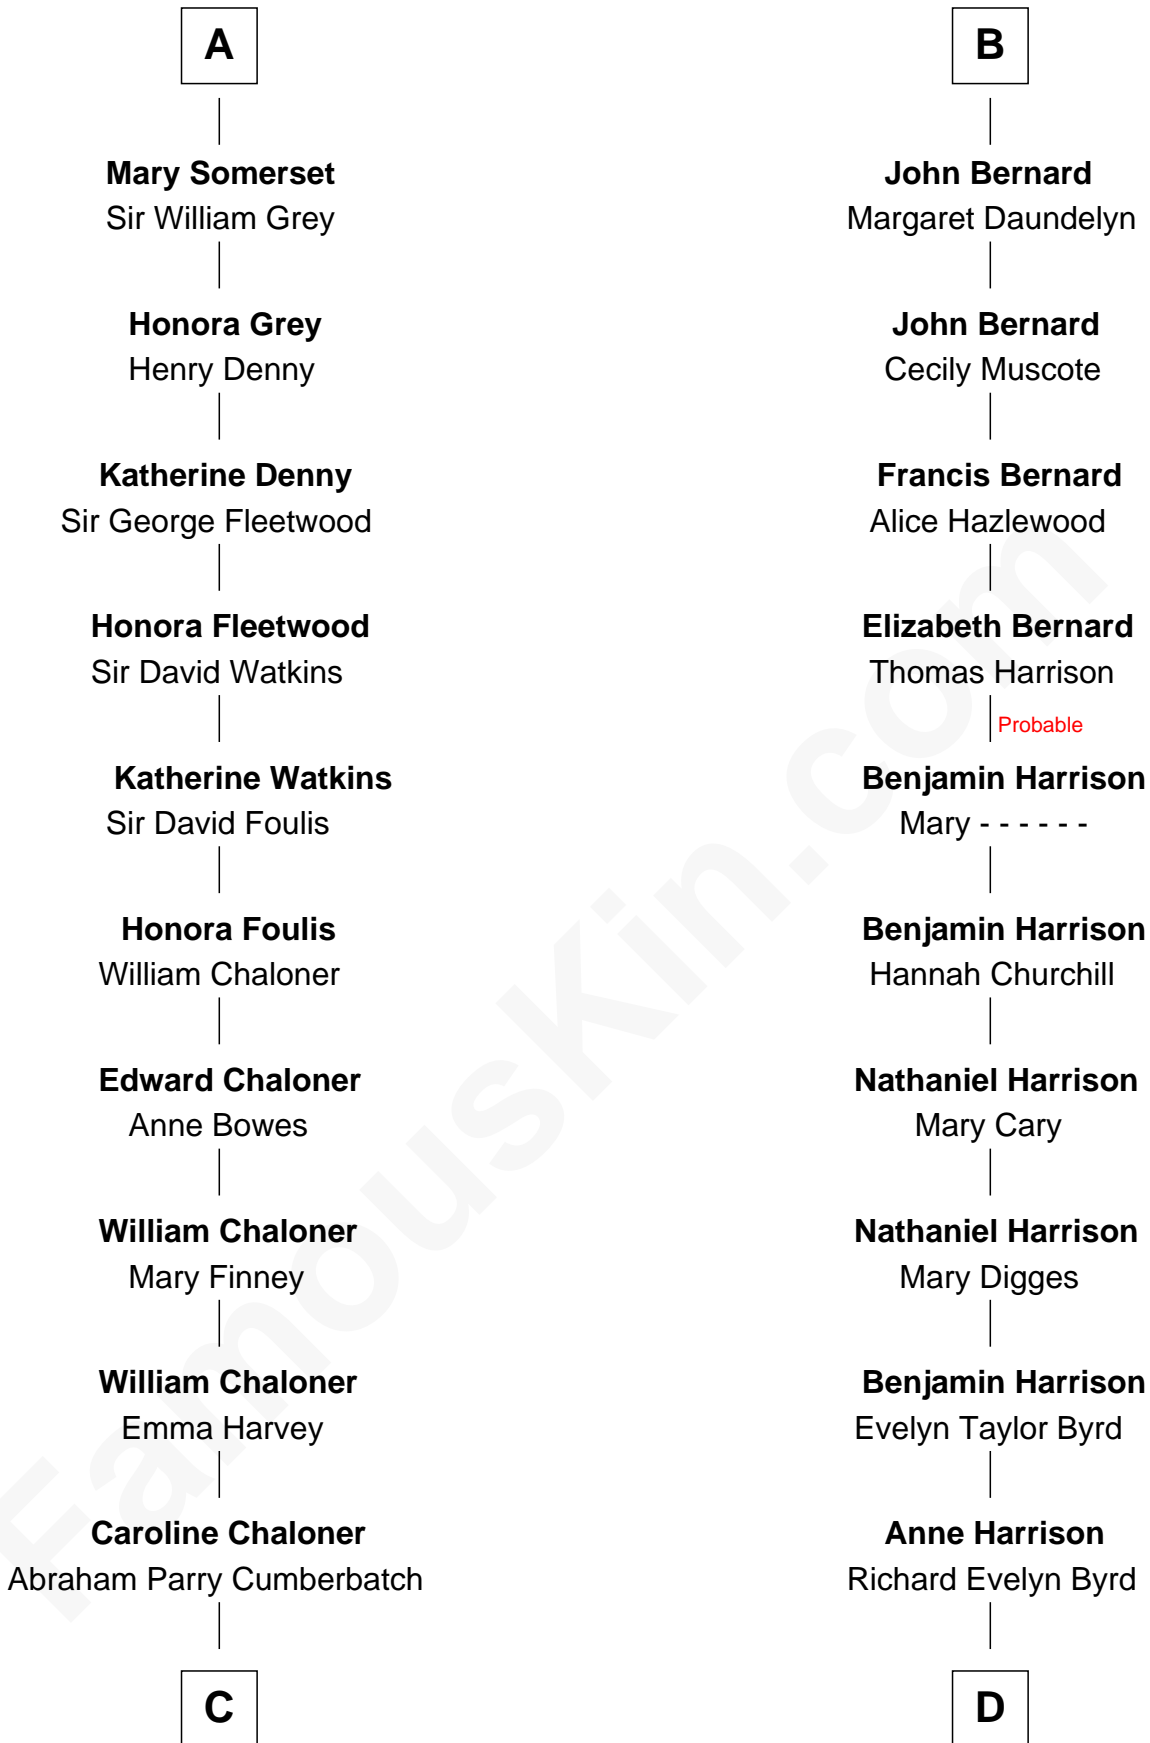 A
Mary Somerset
Sir William Grey
Honora Grey
Henry Denny
Katherine Denny
Sir George Fleetwood
Honora Fleetwood
Sir David Watkins
Katherine Watkins
Sir David Foulis
Honora Foulis
William Chaloner
Edward Chaloner
Anne Bowes
William Chaloner
Mary Finney
William Chaloner
Emma Harvey
Caroline Chaloner
Abraham Parry Cumberbatch
C
B
John Bernard
Margaret Daundelyn
John Bernard
Cecily Muscote
Francis Bernard
Alice Hazlewood
Elizabeth Bernard
Thomas Harrison
Probable
Benjamin Harrison
Mary - - - - - -
Benjamin Harrison
Hannah Churchill
Nathaniel Harrison
Mary Cary
Nathaniel Harrison
Mary Digges
Benjamin Harrison
Evelyn Taylor Byrd
Anne Harrison
Richard Evelyn Byrd
D
FamousKin.com